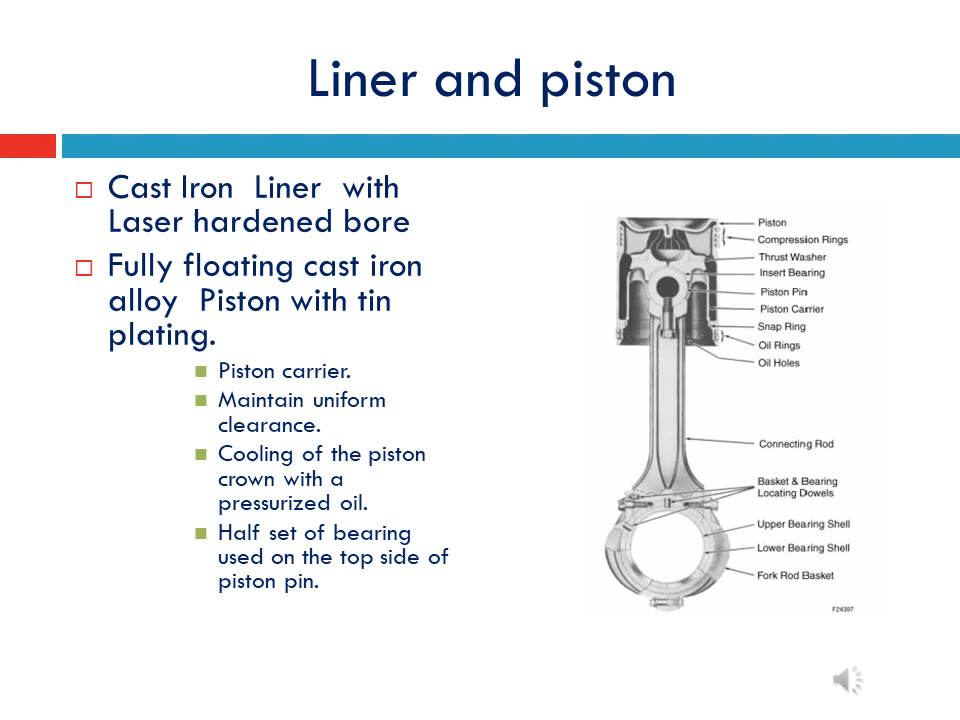 Liner and piston
Cast Iron Liner with
Laser hardened bore
Fully floating cast iron
alloy Piston with tin
plating.
Piston carrier.
Maintain uniform
clearance.
Cooling of the piston
crown with a
pressurized oil.
Half set of bearing
used on the top side of
piston pin.
Piston
Compression Rings
Thrust Washer
Insert Bearing
Piston Pin
Piston Carrier
Snap Ring
Oil Rings
Oil Holes
Connecting Rod
Basket & Bearing
Locating Dowels
Upper Bearing Shell
Lower Bearing Shell
Fork Rod Basket
F24397